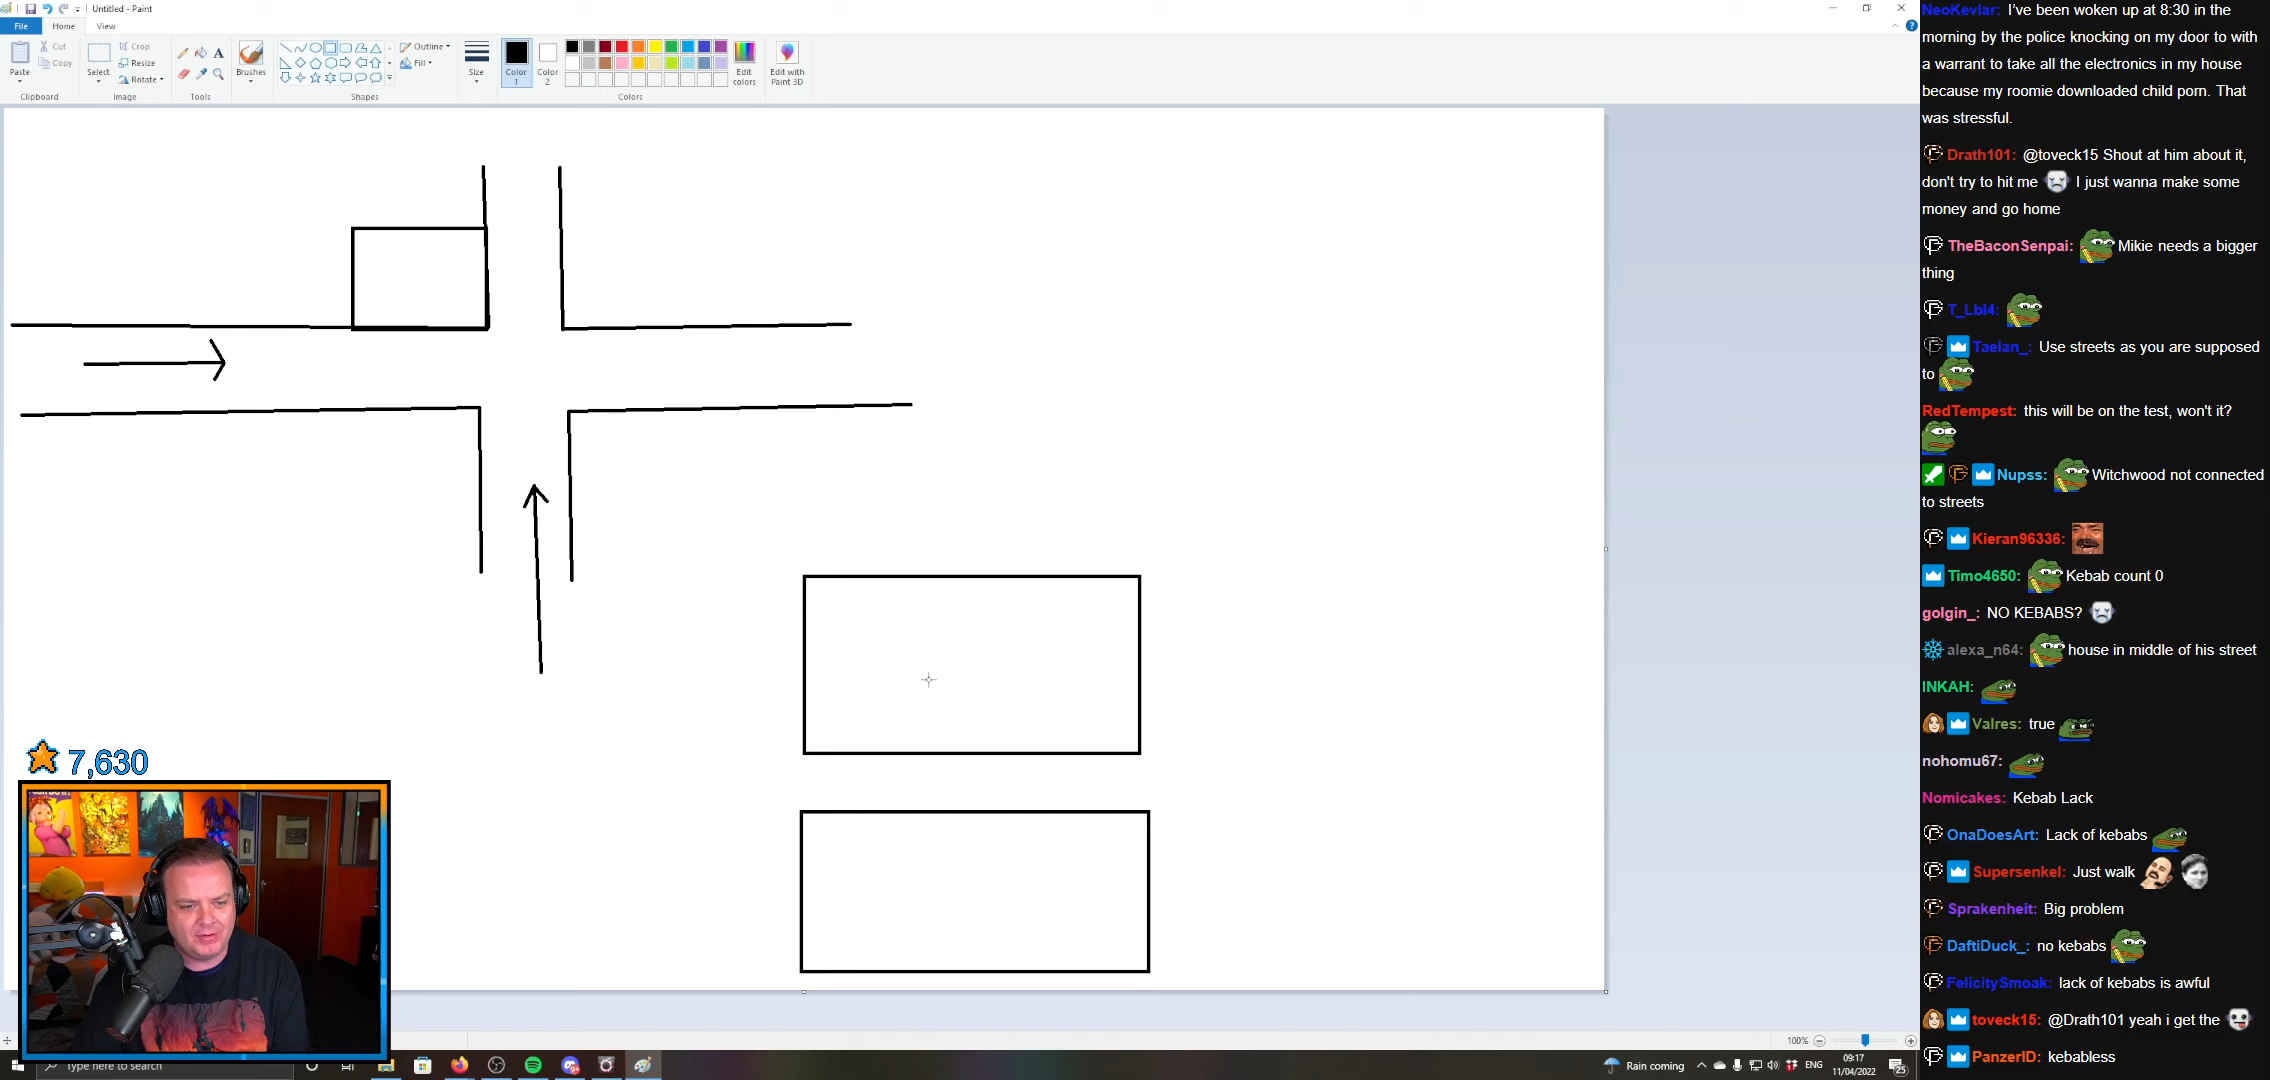 Untitled - Paint
File Home View
Paste
Cut
Copy
Clipboard
Select
Crop
Resize
Rotate
Image
Tools
Brushes
Shapes
Outline
Fill
Size
Color 1
Color 2
Edit colors
Colors
Edit with Paint 3D
7,630
NeoKevlar: I've been woken up at 8:30 in the
morning by the police knocking on my door to with
a warrant to take all the electronics in my house
because my roomie downloaded child porn. That
was stressful.
Drath101: @toveck15 Shout at him about it,
don't try to hit me I just wanna make some
money and go home
TheBaconSenpai: Mikie needs a bigger
thing
T_Lbl4:
Taelan_: Use streets as you are supposed
to
RedTempest: this will be on the test, won't it?
Nupss: Witchwood not connected
to streets
Kieran96336:
Timo4650: Kebab count 0
golgin_: NO KEBABS?
alexa_n64: house in middle of his street
INKAH:
Valres: true
nohomu67:
Nomicakes: Kebab Lack
OnaDoesArt: Lack of kebabs
Supersenkel: Just walk
Sprakenheit: Big problem
DaftiDuck_: no kebabs
FelicitySmoak: lack of kebabs is awful
toveck15: @Drath101 yeah i get the
PanzerID: kebabless
100%
Type here to search
Rain coming
ENG
09:17
11/04/2022
25